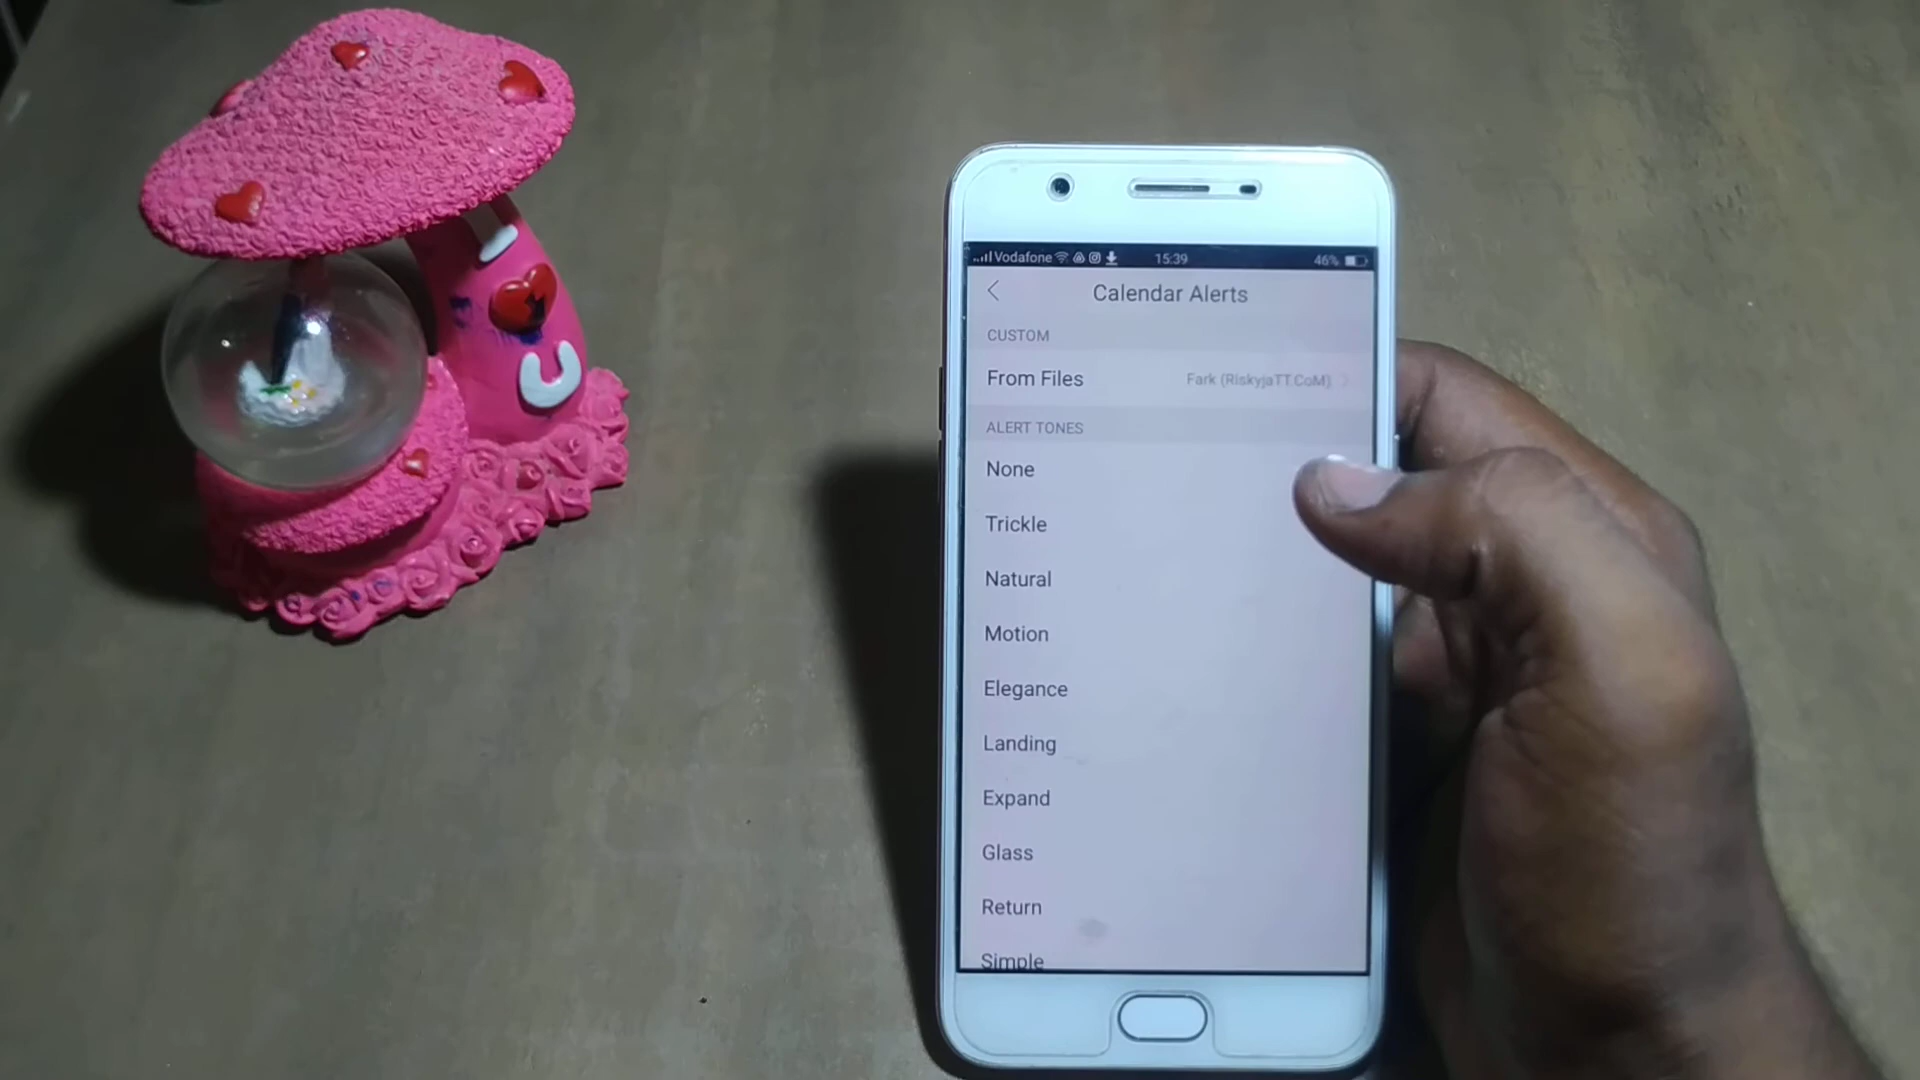 Vodafone 15:39 46%
Calendar Alerts
CUSTOM
From Files Fark (RiskyjaTT.CoM)
ALERT TONES
None
Trickle
Natural
Motion
Elegance
Landing
Expand
Glass
Return
Simple
I
U